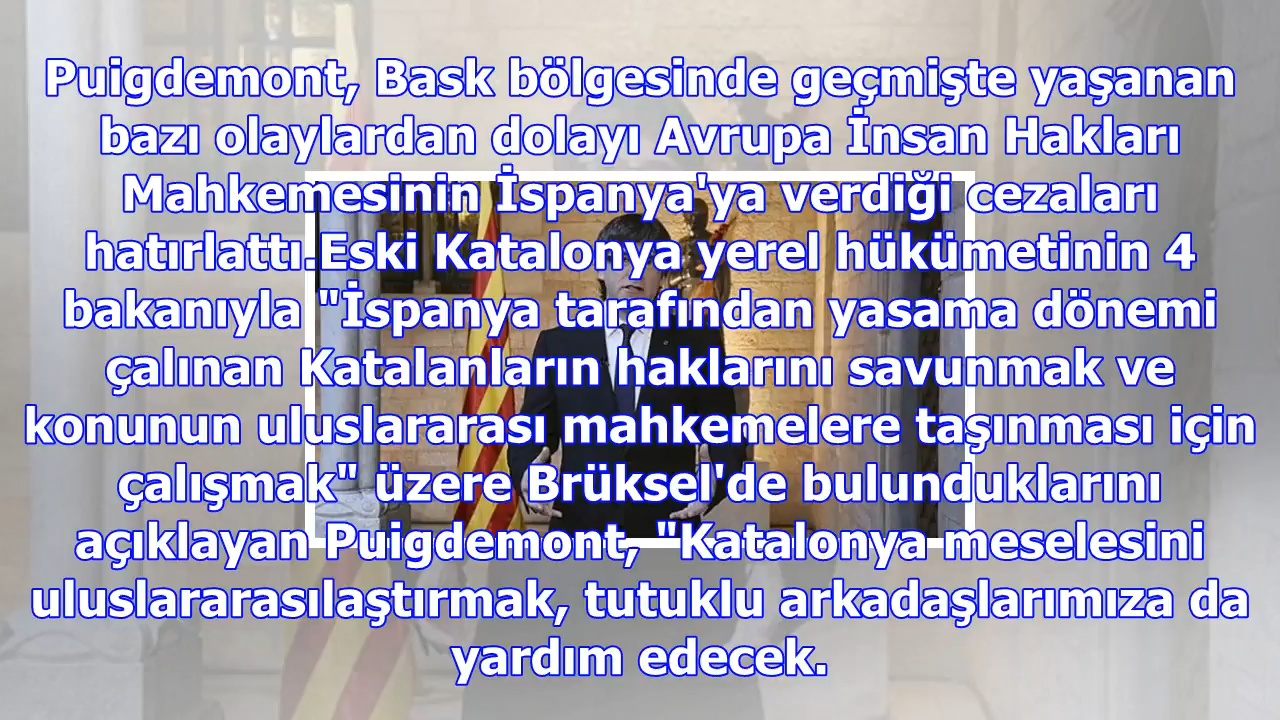 Puigdemont, Bask bölgesinde geçmişte yaşanan
bazı olaylardan dolayı Avrupa İnsan Hakları
Mahkemesinin İspanya'ya verdiği cezaları
hatırlattı.Eski Katalonya yerel hükümetinin 4
bakanıyla "İspanya tarafından yasama dönemi
çalınan Katalanların haklarını savunmak ve
konunun uluslararası mahkemelere taşınması için
çalışmak" üzere Brüksel'de bulunduklarını
açıklayan Puigdemont, "Katalonya meselesini
uluslararasılaştırmak, tutuklu arkadaşlarımıza da
yardım edecek.